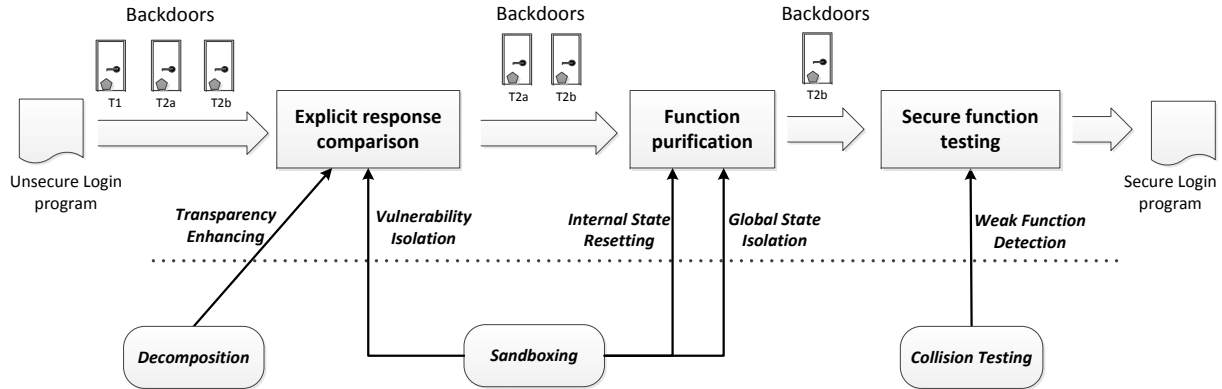 Backdoors
Backdoors
Backdoors
T1
T2a
T2b
T2a
T2b
T2b
Explicit response
comparison
Function
purification
Secure function
testing
Unsecure Login
program
Secure Login
program
Transparency
Enhancing
Vulnerability
Isolation
Internal State
Resetting
Global State
Isolation
Weak Function
Detection
Decomposition
Sandboxing
Collision Testing